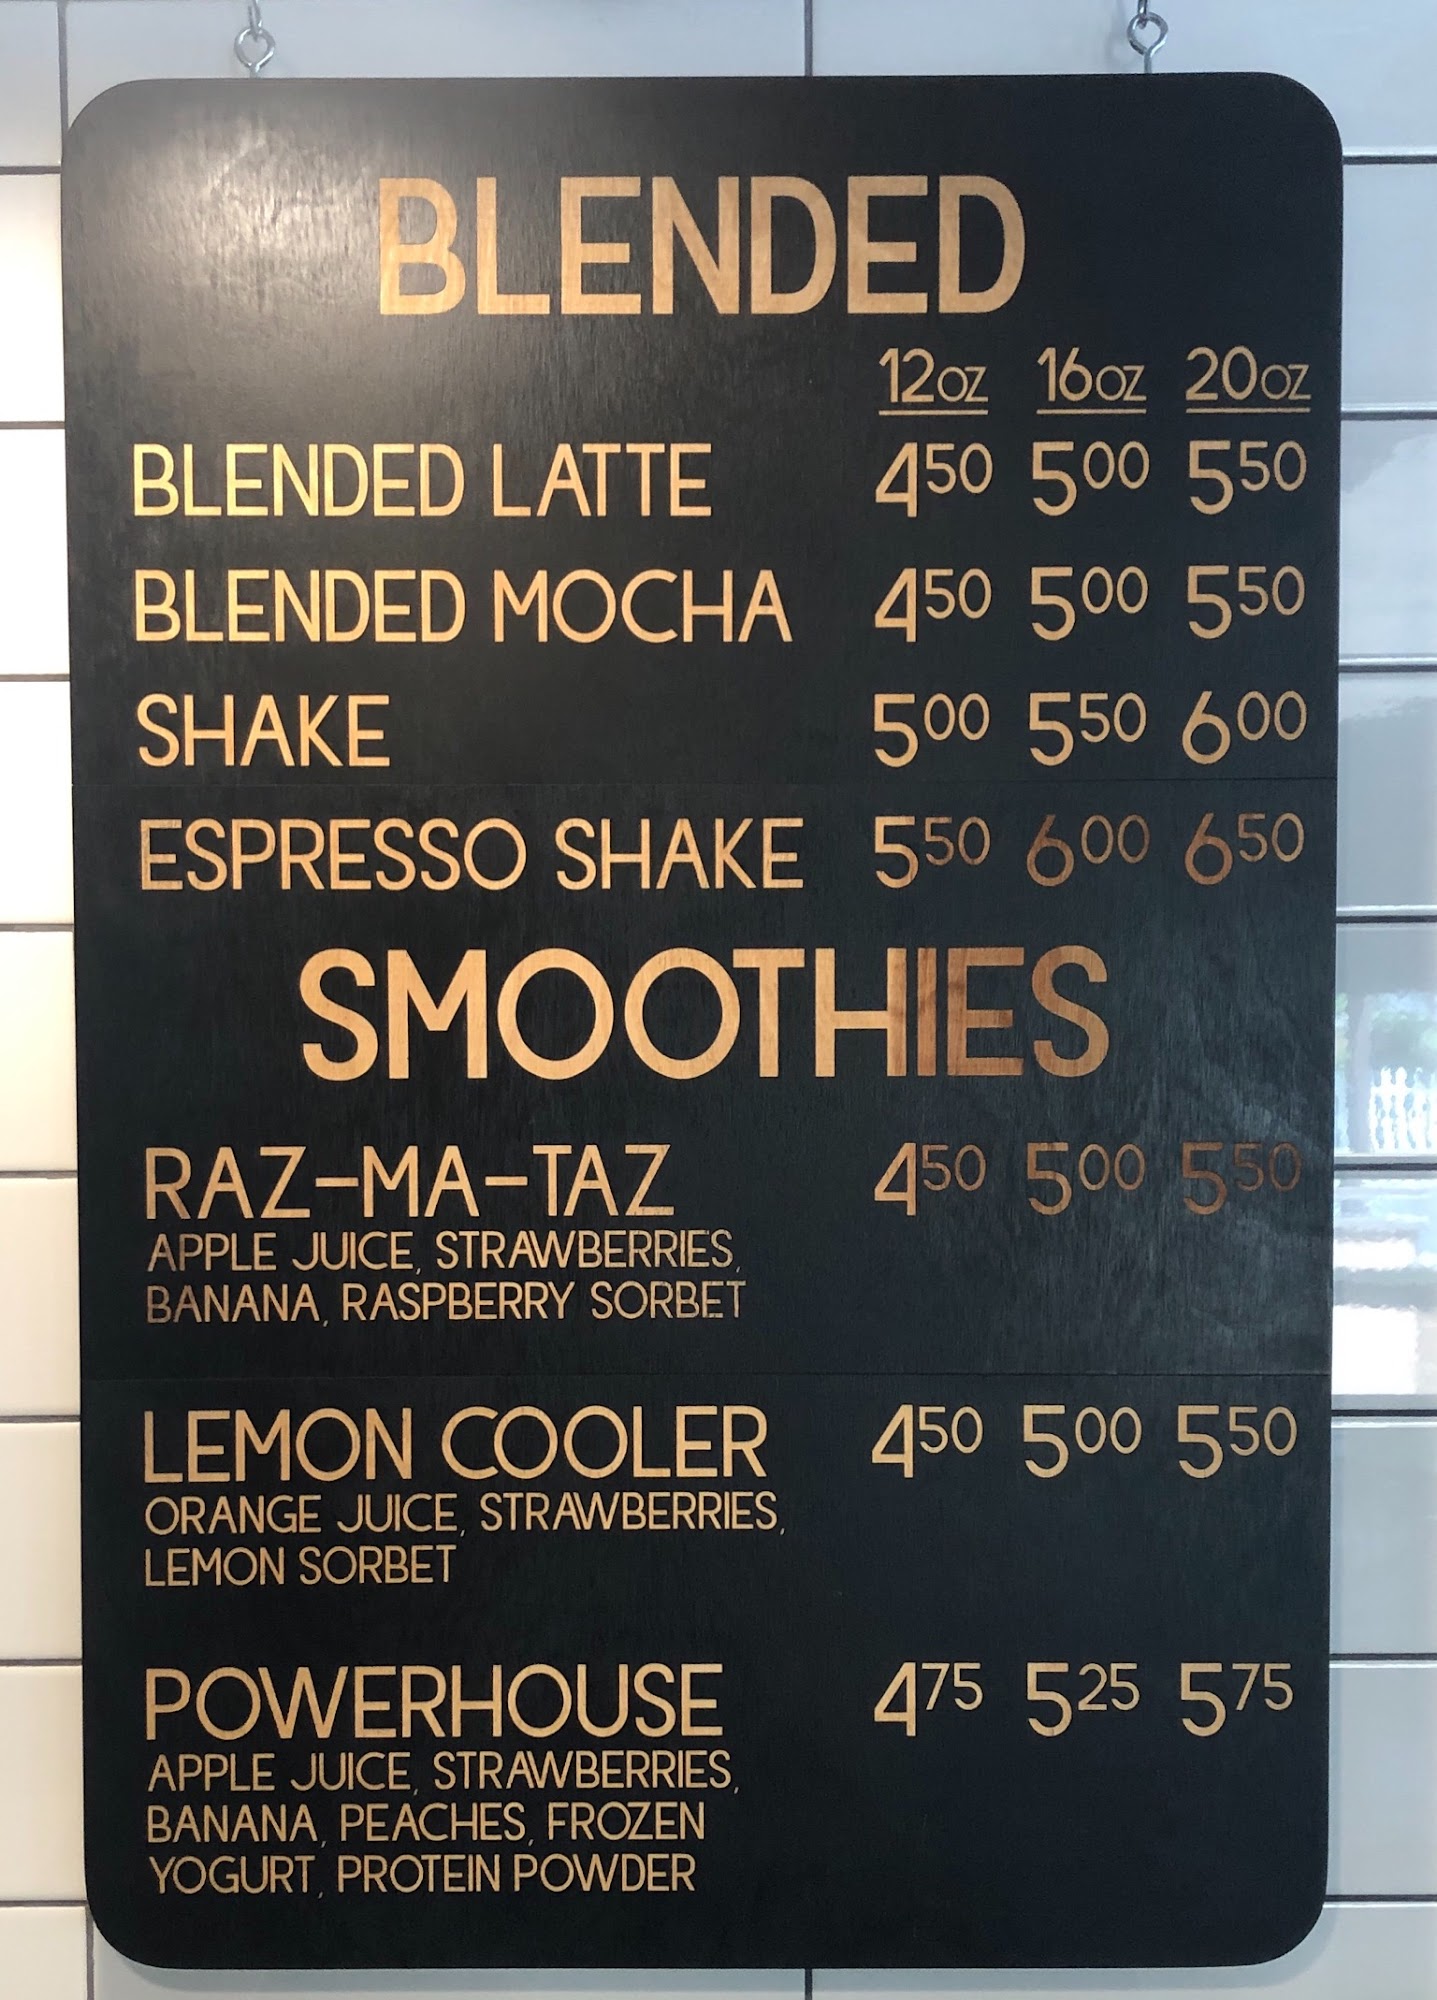 BLENDED
12oz 16oz 20oz
BLENDED LATTE 450 500 550
BLENDED MOCHA 450 500 550
SHAKE 500 550 600
ESPRESSO SHAKE 550 600 650
SMOOTHIES
RAZ-MA-TAZ 450 500 550
APPLE JUICE, STRAWBERRIES,
BANANA, RASPBERRY SORBET
LEMON COOLER 450 500 550
ORANGE JUICE, STRAWBERRIES,
LEMON SORBET
POWERHOUSE 475 525 575
APPLE JUICE, STRAWBERRIES,
BANANA, PEACHES, FROZEN
YOGURT, PROTEIN POWDER